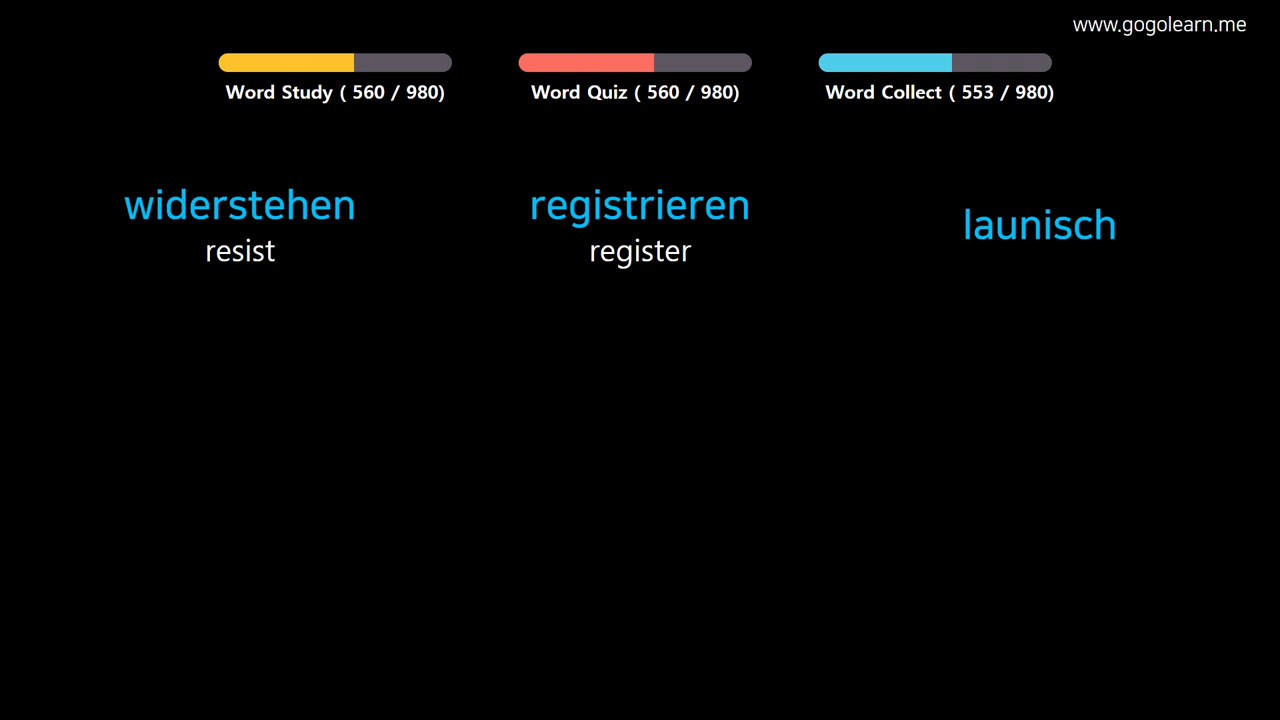 www.gogolearn.me
Word Study ( 560 / 980)
Word Quiz ( 560 / 980)
Word Collect ( 553 / 980)
widerstehen
resist
registrieren
register
launisch